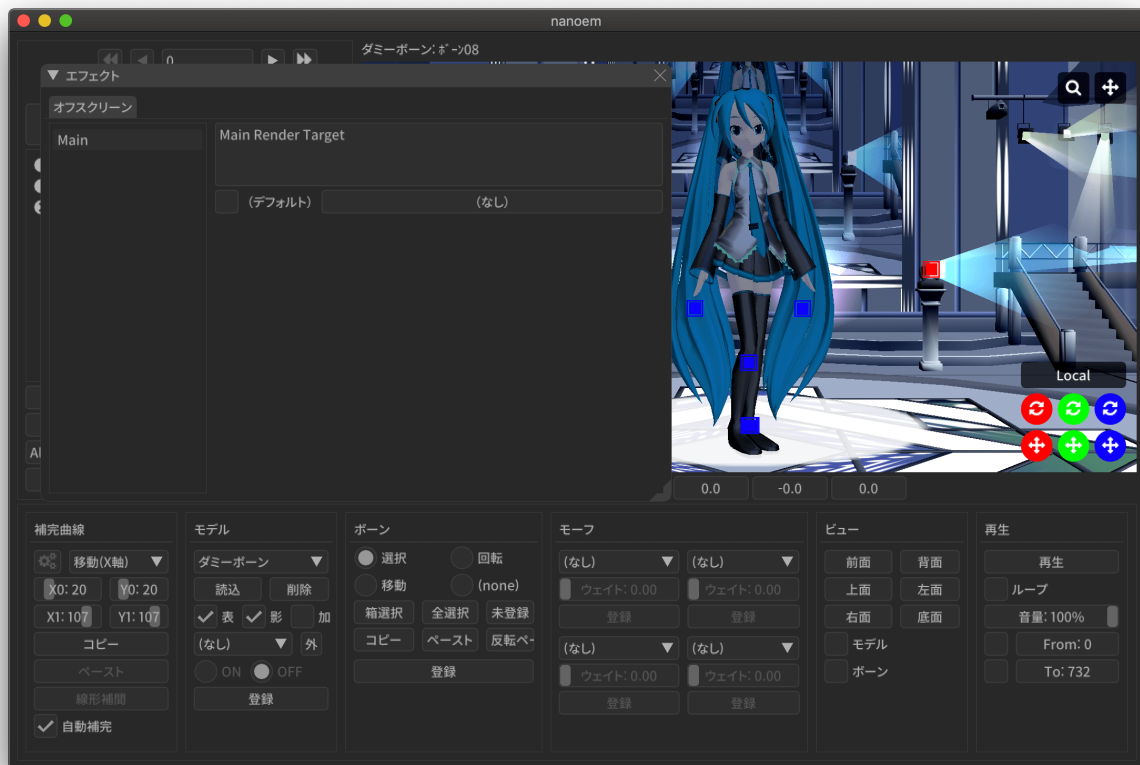 nanoem
0
ダミーボーン: ボーン08
エフェクト
オフスクリーン
Main
Main Render Target
(デフォルト)
(なし)
Local
0.0
-0.0
0.0
補完曲線
移動(X軸)
X0: 20
Y0: 20
X1: 107
Y1: 107
コピー
ペースト
線形補間
自動補完
モデル
ダミーボーン
読込
削除
表
影
加
(なし)
外
ON
OFF
登録
ボーン
選択
回転
移動
(none)
箱選択
全選択
未登録
コピー
ペースト
反転ペー
登録
モーフ
(なし)
(なし)
ウェイト: 0.00
ウェイト: 0.00
登録
登録
(なし)
(なし)
ウェイト: 0.00
ウェイト: 0.00
登録
登録
ビュー
前面
背面
上面
左面
右面
底面
モデル
ボーン
再生
再生
ループ
音量: 100%
From: 0
To: 732